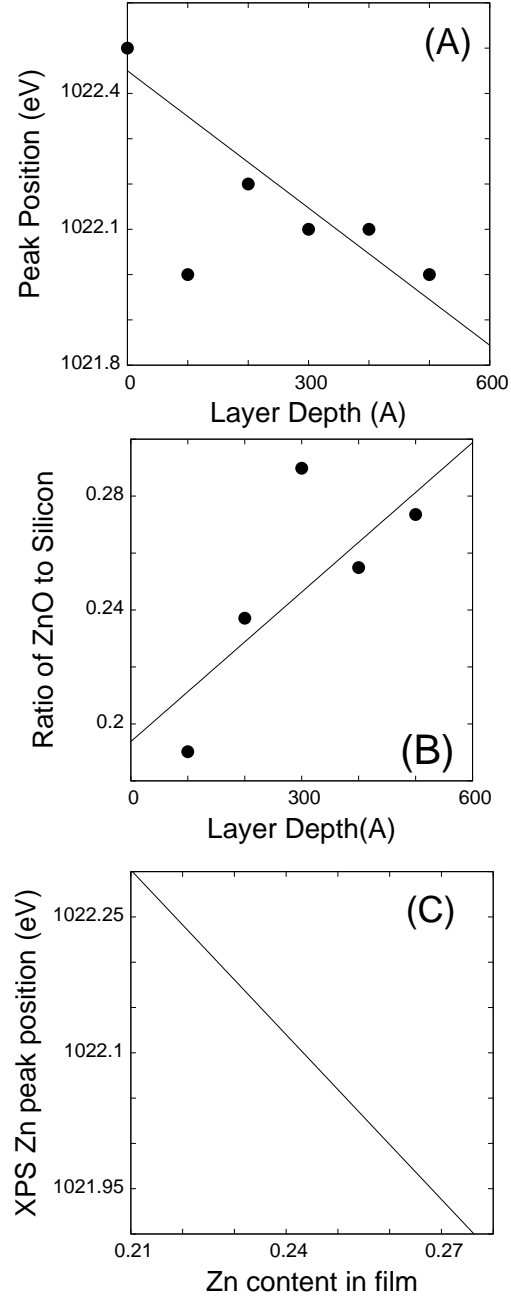 (A)
Peak Position (eV)
1022.4
1022.1
1021.8
0 300 600
Layer Depth (A)
(B)
Ratio of ZnO to Silicon
0.28
0.24
0.2
0 300 600
Layer Depth(A)
(C)
XPS Zn peak position (eV)
1022.25
1022.1
1021.95
0.21 0.24 0.27
Zn content in film